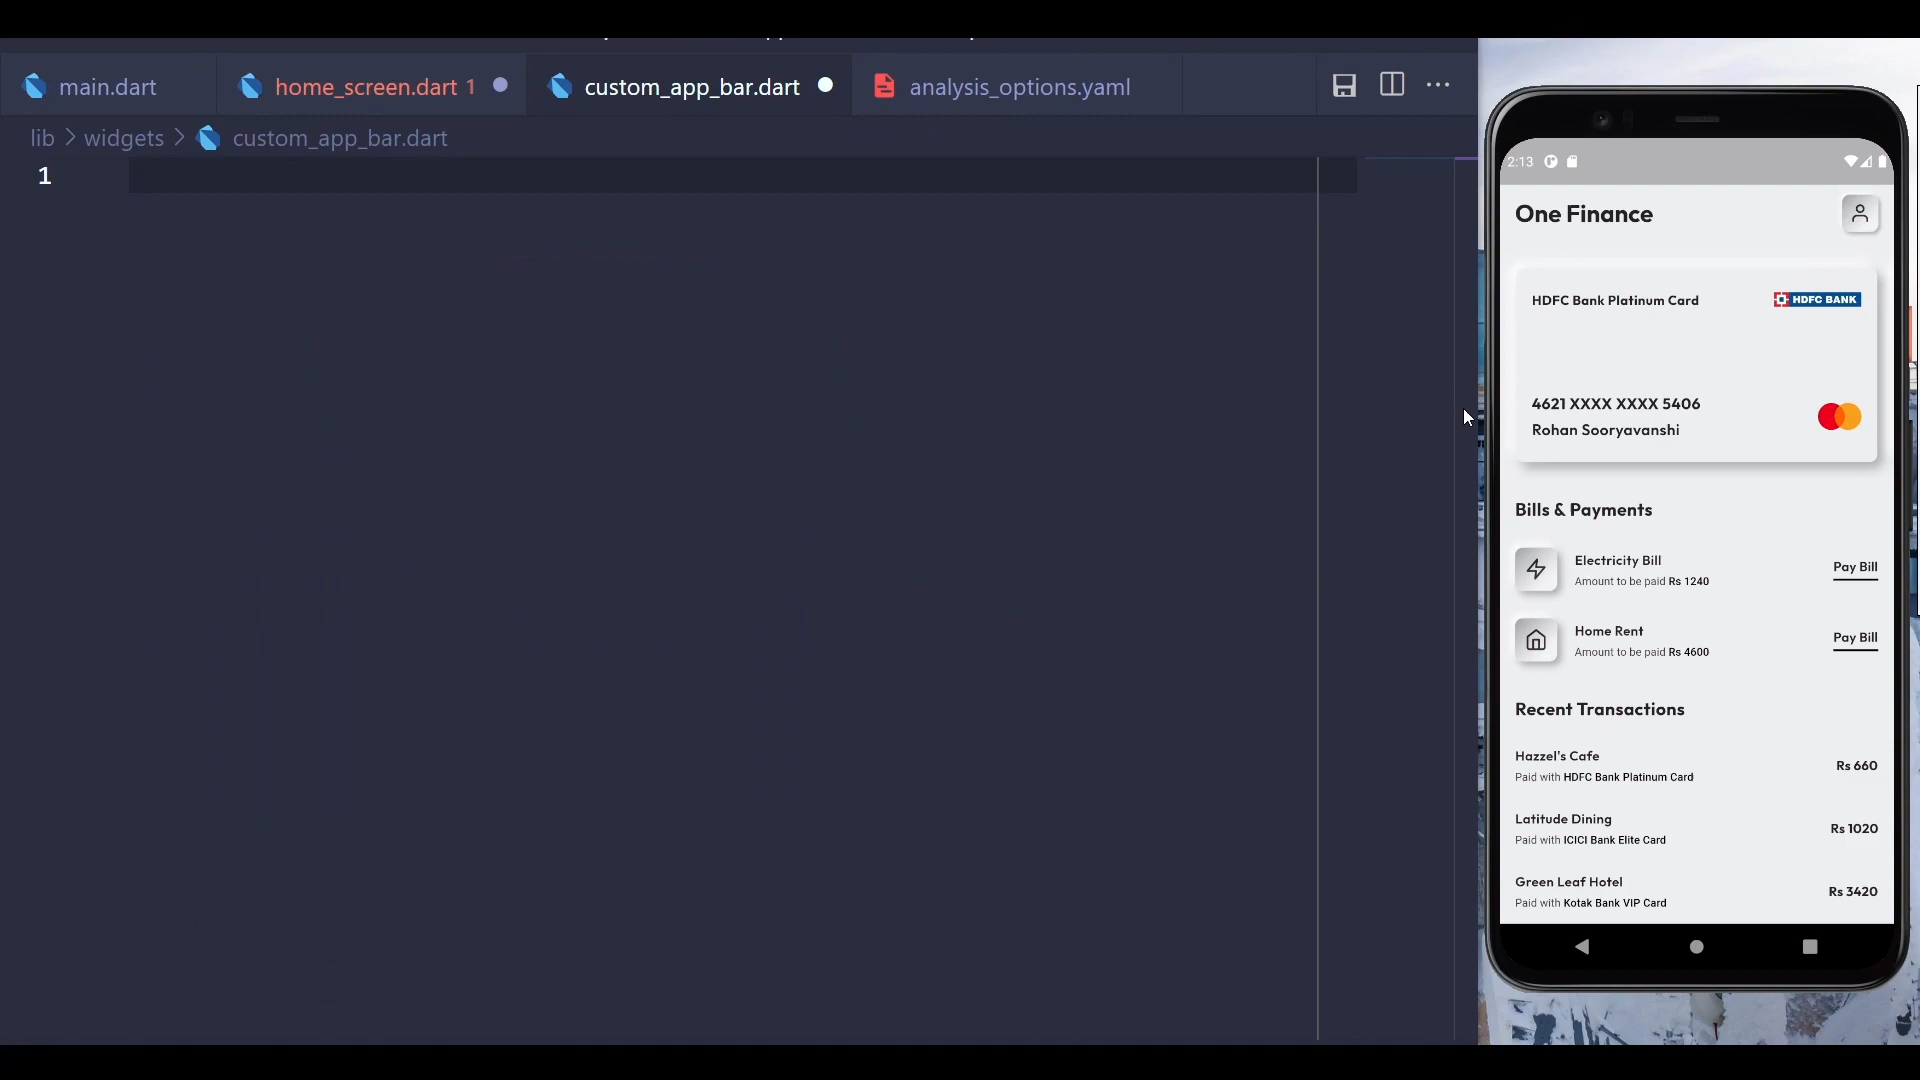 main.dart
home_screen.dart 1
custom_app_bar.dart
analysis_options.yaml
lib > widgets > custom_app_bar.dart
1
2:13
One Finance
HDFC Bank Platinum Card
HDFC BANK
4621 XXXX XXXX 5406
Rohan Sooryavanshi
Bills & Payments
Electricity Bill
Amount to be paid Rs 1240
Pay Bill
Home Rent
Amount to be paid Rs 4600
Pay Bill
Recent Transactions
Hazzel's Cafe
Paid with HDFC Bank Platinum Card
Rs 660
Latitude Dining
Paid with ICICI Bank Elite Card
Rs 1020
Green Leaf Hotel
Paid with Kotak Bank VIP Card
Rs 3420